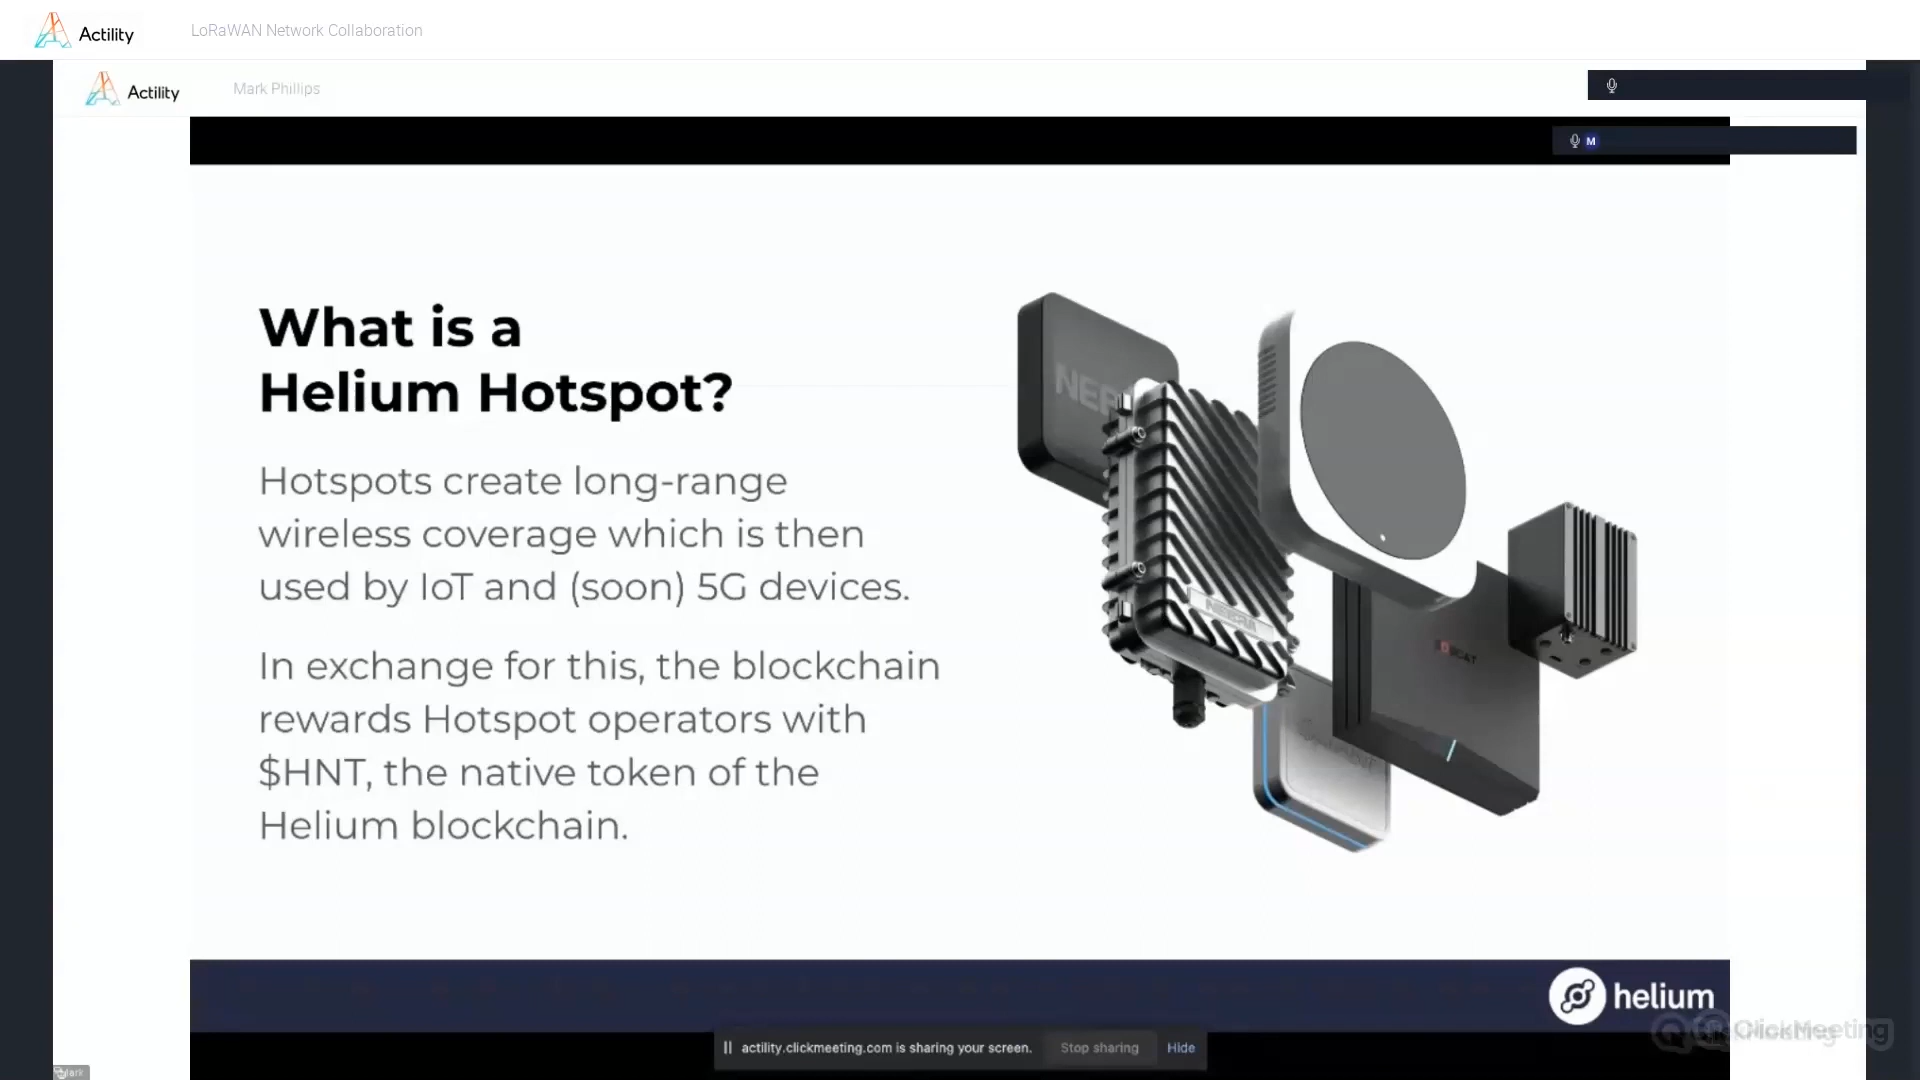 Actility
LoRaWAN Network Collaboration
Actility
Mark Phillips
M
What is a
Helium Hotspot?
Hotspots create long-range
wireless coverage which is then
used by IoT and (soon) 5G devices.
In exchange for this, the blockchain
rewards Hotspot operators with
$HNT, the native token of the
Helium blockchain.
helium
ClickMeeting
actility.clickmeeting.com is sharing your screen.
Stop sharing
Hide
Mark